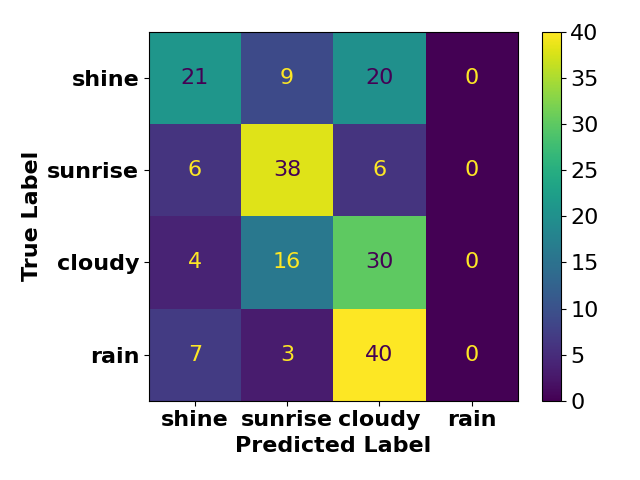 shine 21 9 20 0
sunrise 6 38 6 0
cloudy 4 16 30 0
rain 7 3 40 0
shine sunrise cloudy rain
Predicted Label
True Label
40
35
30
25
20
15
10
5
0